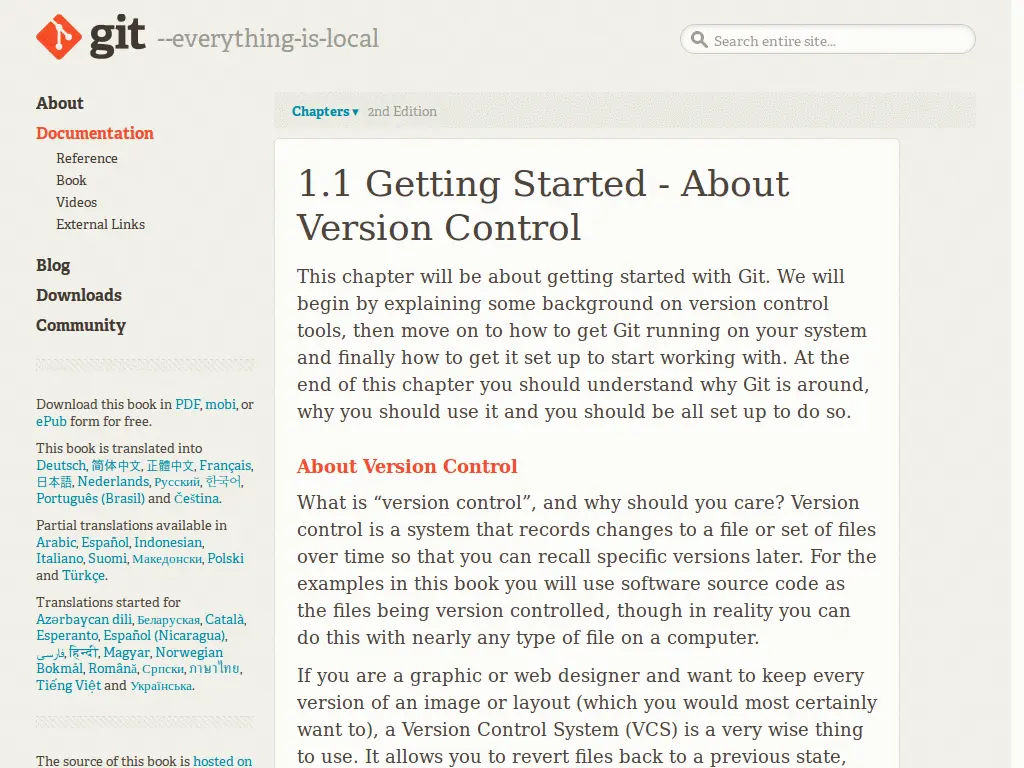 git --everything-is-local
Search entire site...
About
Documentation
Reference
Book
Videos
External Links
Blog
Downloads
Community
Download this book in PDF, mobi, or
ePub form for free.
This book is translated into
Deutsch, 简体中文, 正體中文, Français,
日本語, Nederlands, Русский, 한국어,
Português (Brasil) and Čeština.
Partial translations available in
Arabic, Español, Indonesian,
Italiano, Suomi, Македонски, Polski
and Türkçe.
Translations started for
Azərbaycan dili, Беларуская, Català,
Esperanto, Español (Nicaragua),
فارسی, हिन्दी, Magyar, Norwegian
Bokmål, Română, Српски, ภาษาไทย,
Tiếng Việt and Українська.
The source of this book is hosted on
Chapters ▾ 2nd Edition
1.1 Getting Started - About
Version Control
This chapter will be about getting started with Git. We will
begin by explaining some background on version control
tools, then move on to how to get Git running on your system
and finally how to get it set up to start working with. At the
end of this chapter you should understand why Git is around,
why you should use it and you should be all set up to do so.
About Version Control
What is “version control”, and why should you care? Version
control is a system that records changes to a file or set of files
over time so that you can recall specific versions later. For the
examples in this book you will use software source code as
the files being version controlled, though in reality you can
do this with nearly any type of file on a computer.
If you are a graphic or web designer and want to keep every
version of an image or layout (which you would most certainly
want to), a Version Control System (VCS) is a very wise thing
to use. It allows you to revert files back to a previous state,